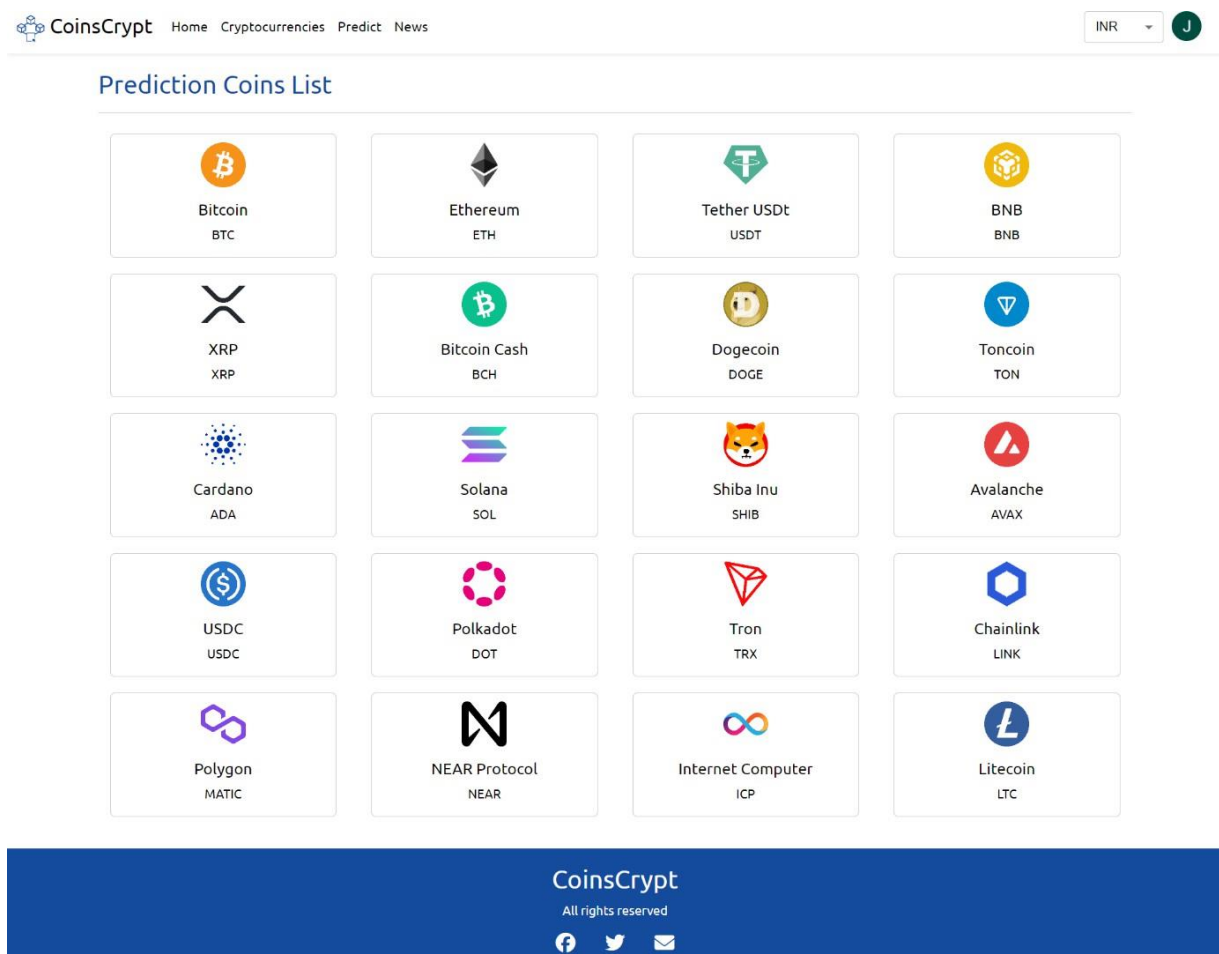 CoinsCrypt Home Cryptocurrencies Predict News INR J
Prediction Coins List
Bitcoin Ethereum Tether USDt BNB
BTC ETH USDT BNB
XRP Bitcoin Cash Dogecoin Toncoin
XRP BCH DOGE TON
Cardano Solana Shiba Inu Avalanche
ADA SOL SHIB AVAX
USDC Polkadot Tron Chainlink
USDC DOT TRX LINK
Polygon NEAR Protocol Internet Computer Litecoin
MATIC NEAR ICP LTC
CoinsCrypt
All rights reserved